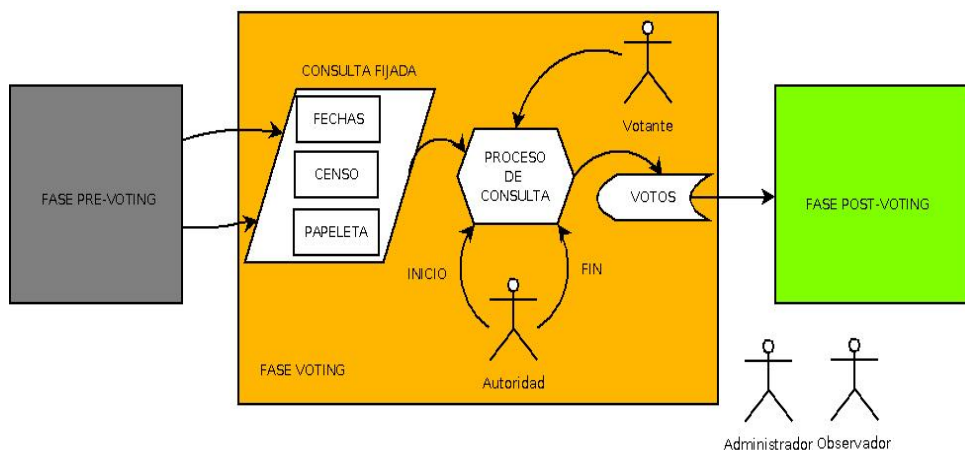 CONSULTA FIJADA
FECHAS
CENSO
PAPELETA
FASE PRE-VOTING
PROCESO
DE
CONSULTA
Votante
VOTOS
FASE POST-VOTING
INICIO
FIN
Autoridad
FASE VOTING
Administrador
Observador